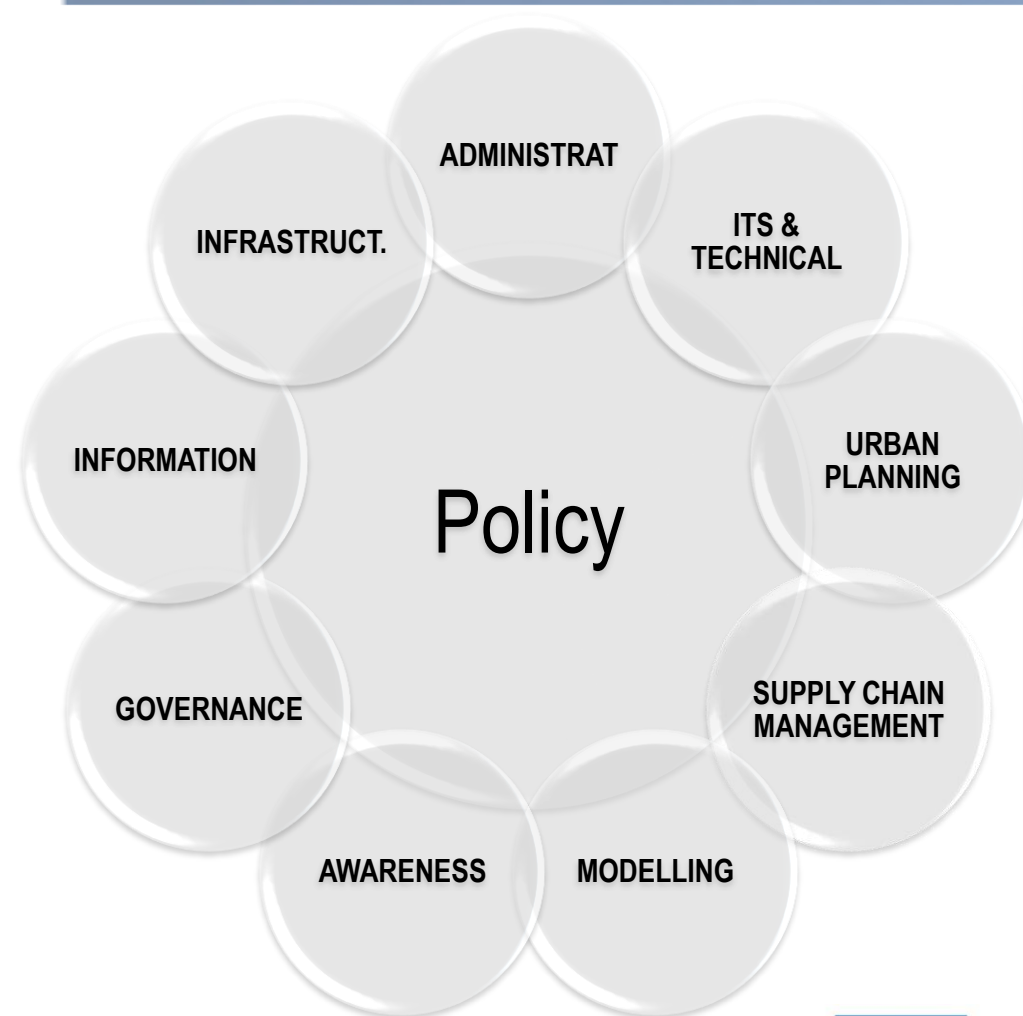 ADMINISTRAT
ITS &
TECHNICAL
URBAN
PLANNING
SUPPLY CHAIN
MANAGEMENT
MODELLING
AWARENESS
GOVERNANCE
INFORMATION
INFRASTRUCT.
Policy